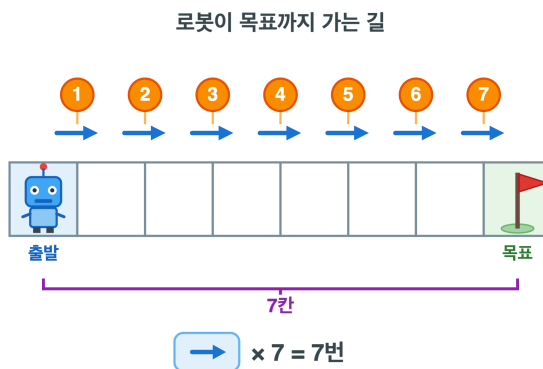 로봇이 목표까지 가는 길
1 2 3 4 5 6 7
출발 목표
7칸
× 7 = 7번